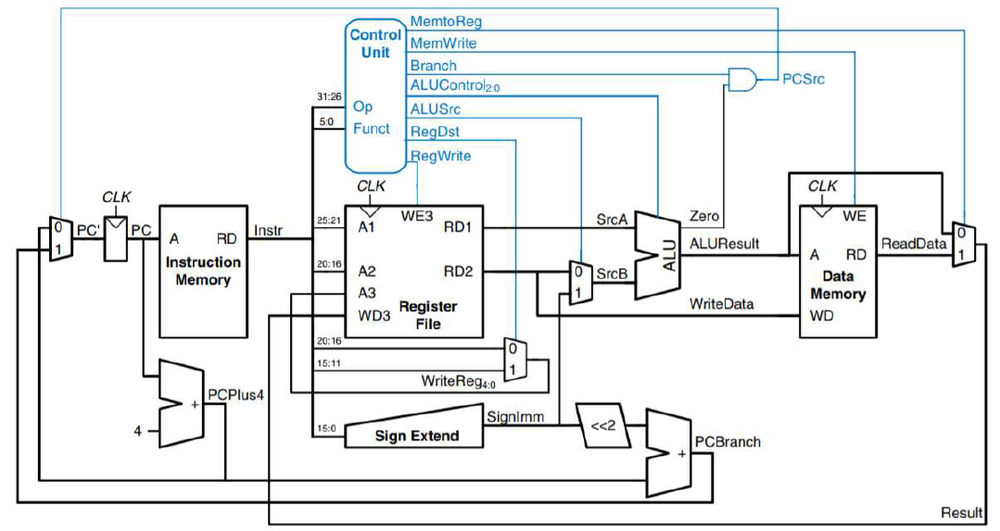 MemtoReg
Control
Unit
MemWrite
Branch
ALUControl2:0
PCSrc
31:26
Op
ALUSrc
5:0
Funct
RegDst
RegWrite
CLK
CLK
CLK
0
1
PC'
PC
A
RD
Instruction
Memory
Instr
25:21
A1
WE3
RD1
SrcA
Zero
WE
ALU
ALUResult
A
RD
ReadData
0
1
20:16
A2
RD2
0
1
SrcB
Data
Memory
A3
WD3
Register
File
WriteData
WD
20:16
0
15:11
1
WriteReg4:0
PCPlus4
+
4
15:0
Sign Extend
SignImm
<<2
+
PCBranch
Result